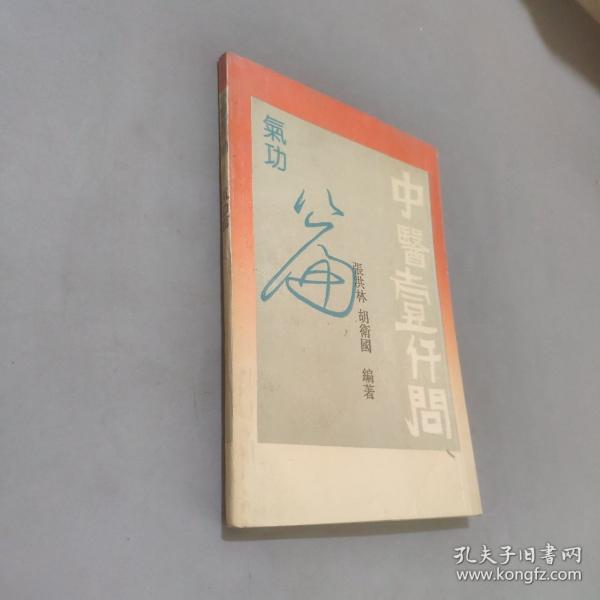 中醫壹仟問
氣功
篇
張洪林 胡衛國 編著
孔夫子旧书网
www.kongfz.com